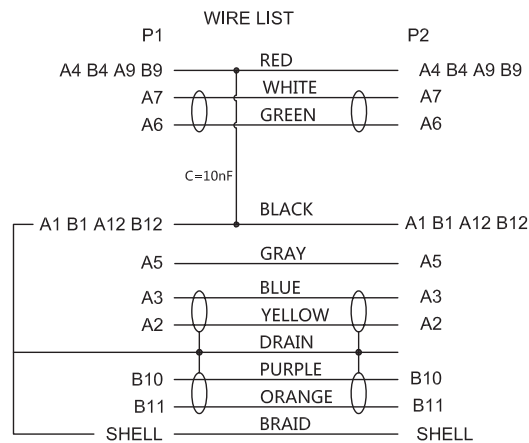 WIRE LIST
P1 P2
A4 B4 A9 B9 RED A4 B4 A9 B9
A7 WHITE A7
A6 GREEN A6
C=10nF
A1 B1 A12 B12 BLACK A1 B1 A12 B12
A5 GRAY A5
A3 BLUE A3
A2 YELLOW A2
DRAIN
B10 PURPLE B10
B11 ORANGE B11
SHELL BRAID SHELL